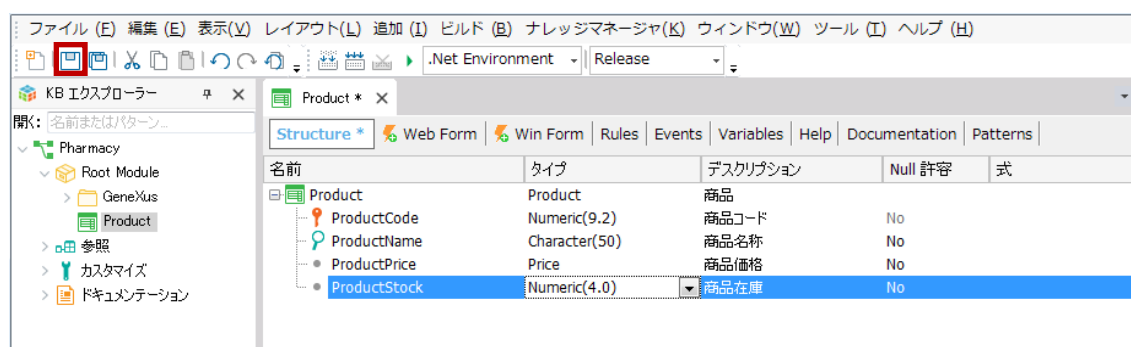 ファイル (F) 編集 (E) 表示(V) レイアウト(L) 追加 (I) ビルド (B) ナレッジマネージャ(K) ウィンドウ(W) ツール (T) ヘルプ (H)
.Net Environment Release
KB エクスプローラー
Product *
開く: 名前またはパターン...
Structure * Web Form Win Form Rules Events Variables Help Documentation Patterns
Pharmacy
Root Module
GeneXus
Product
参照
カスタマイズ
ドキュメンテーション
名前 タイプ デスクリプション Null 許容 式
Product Product 商品
ProductCode Numeric(9.2) 商品コード No
ProductName Character(50) 商品名称 No
ProductPrice Price 商品価格 No
ProductStock Numeric(4.0) 商品在庫 No